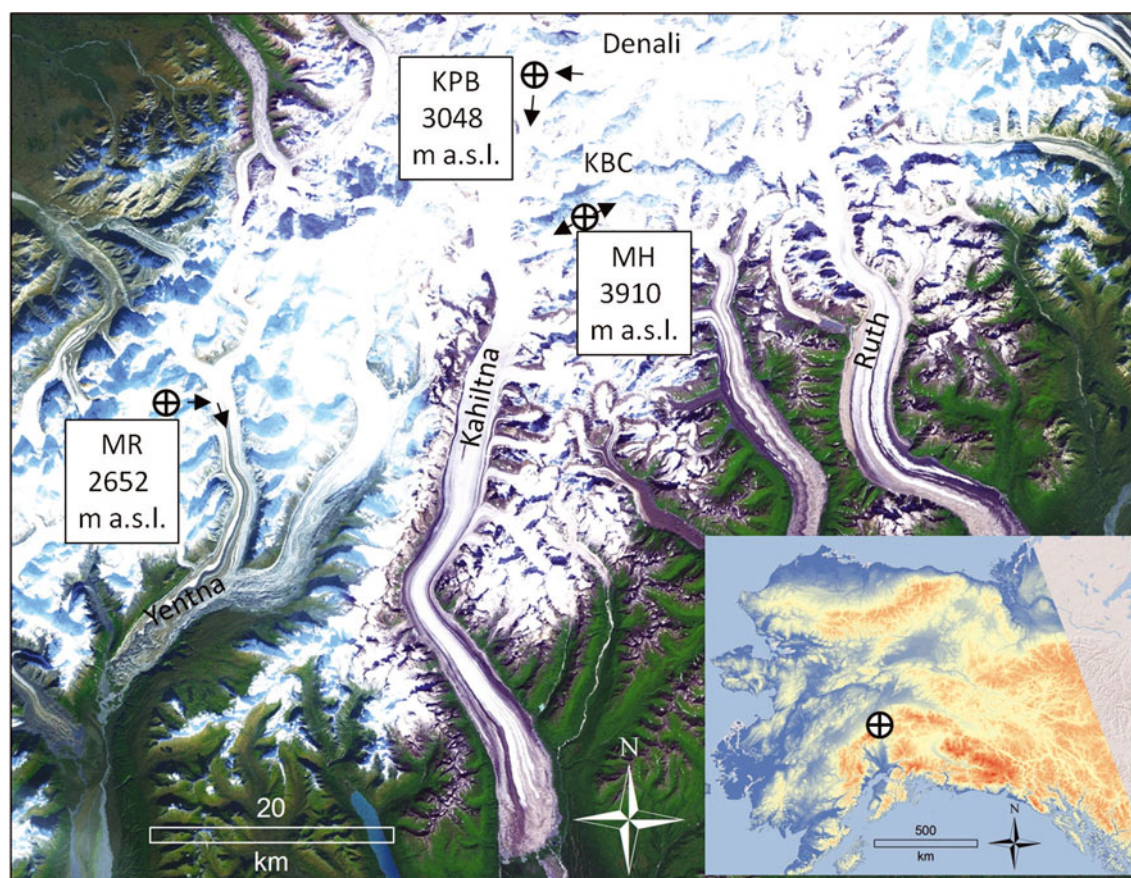 Denali
KPB
3048
m a.s.l.
KBC
MH
3910
m a.s.l.
Ruth
Kahiltna
MR
2652
m a.s.l.
Yentna
20
km
N
500
km
N